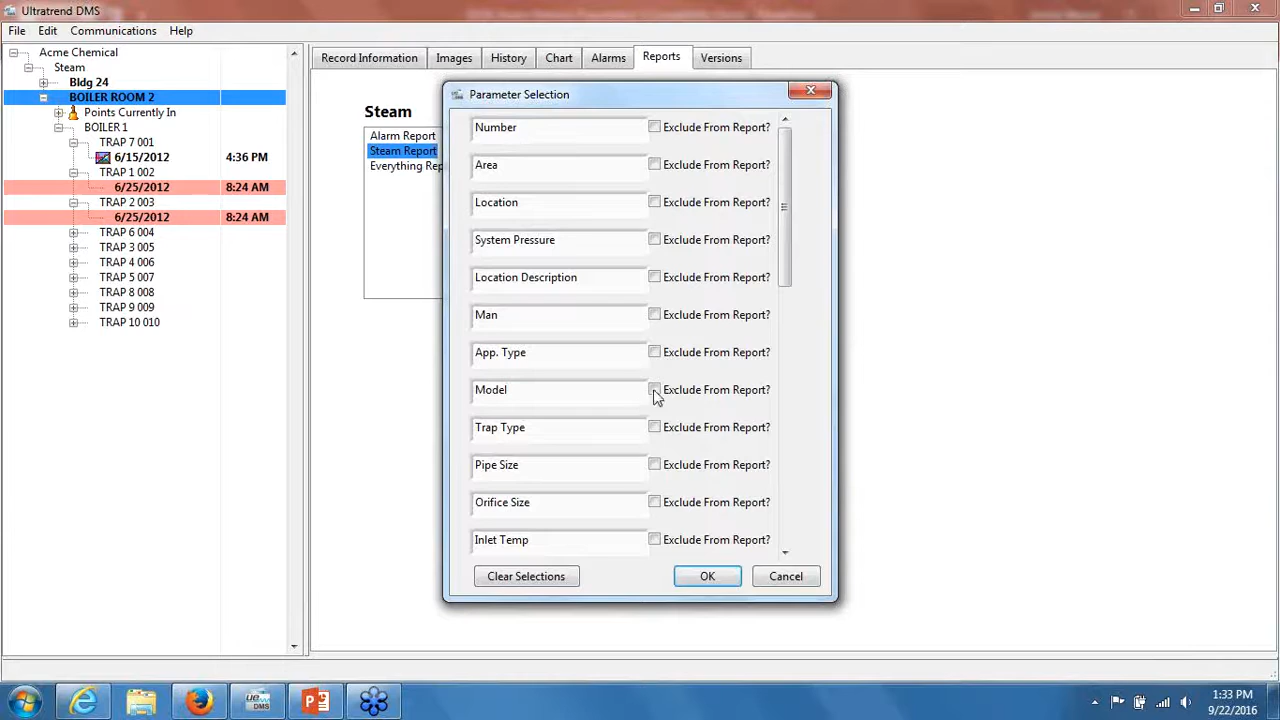 Ultratrend DMS
File Edit Communications Help
Acme Chemical
Steam
Bldg 24
BOILER ROOM 2
Points Currently In
BOILER 1
TRAP 7 001
6/15/2012 4:36 PM
TRAP 1 002
6/25/2012 8:24 AM
TRAP 2 003
6/25/2012 8:24 AM
TRAP 6 004
TRAP 3 005
TRAP 4 006
TRAP 5 007
TRAP 8 008
TRAP 9 009
TRAP 10 010
Record Information Images History Chart Alarms Reports Versions
Steam
Alarm Report
Steam Report
Everything Rep
Parameter Selection
Number Exclude From Report?
Area Exclude From Report?
Location Exclude From Report?
System Pressure Exclude From Report?
Location Description Exclude From Report?
Man Exclude From Report?
App. Type Exclude From Report?
Model Exclude From Report?
Trap Type Exclude From Report?
Pipe Size Exclude From Report?
Orifice Size Exclude From Report?
Inlet Temp Exclude From Report?
Clear Selections OK Cancel
ue
DMS
1:33 PM
9/22/2016